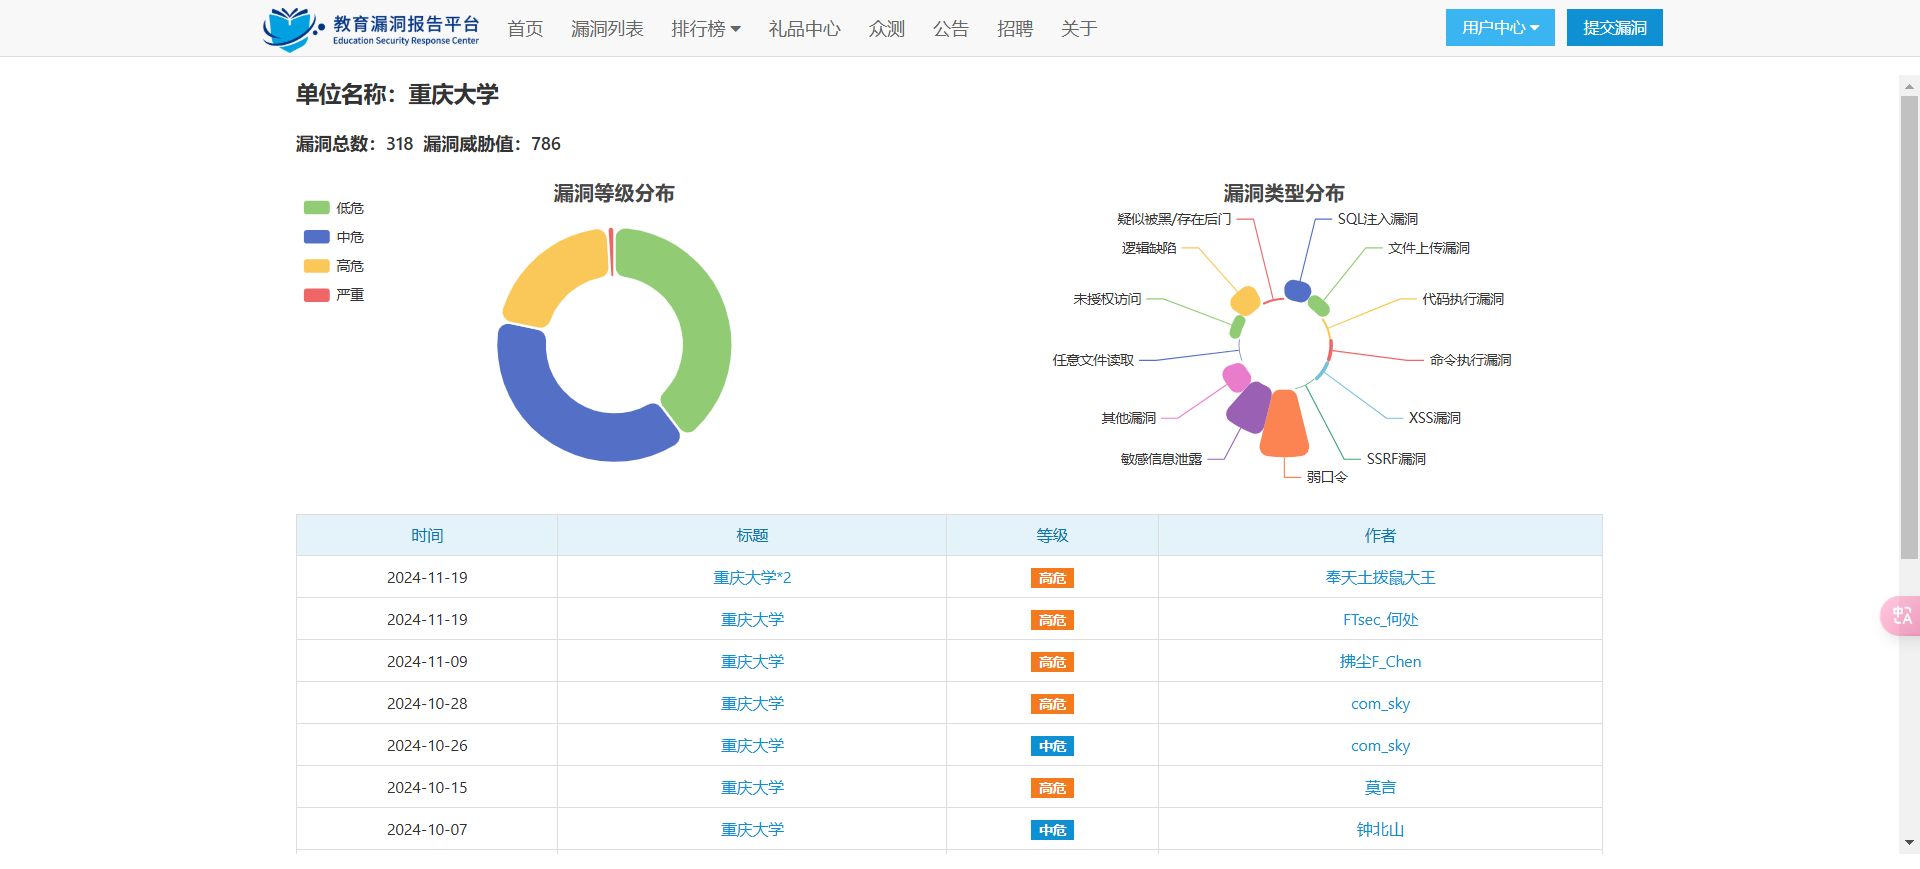 教育漏洞报告平台
Education Security Response Center
首页 漏洞列表 排行榜 礼品中心 众测 公告 招聘 关于 用户中心 提交漏洞
单位名称：重庆大学
漏洞总数：318 漏洞威胁值：786
漏洞等级分布
低危
中危
高危
严重
漏洞类型分布
疑似被黑/存在后门
SQL注入漏洞
逻辑缺陷
文件上传漏洞
未授权访问
代码执行漏洞
任意文件读取
命令执行漏洞
其他漏洞
XSS漏洞
敏感信息泄露
SSRF漏洞
弱口令
时间 标题 等级 作者
2024-11-19 重庆大学*2 高危 奉天土拨鼠大王
2024-11-19 重庆大学 高危 FTsec_何处
2024-11-09 重庆大学 高危 拂尘F_Chen
2024-10-28 重庆大学 高危 com_sky
2024-10-26 重庆大学 中危 com_sky
2024-10-15 重庆大学 高危 莫言
2024-10-07 重庆大学 中危 钟北山
中A